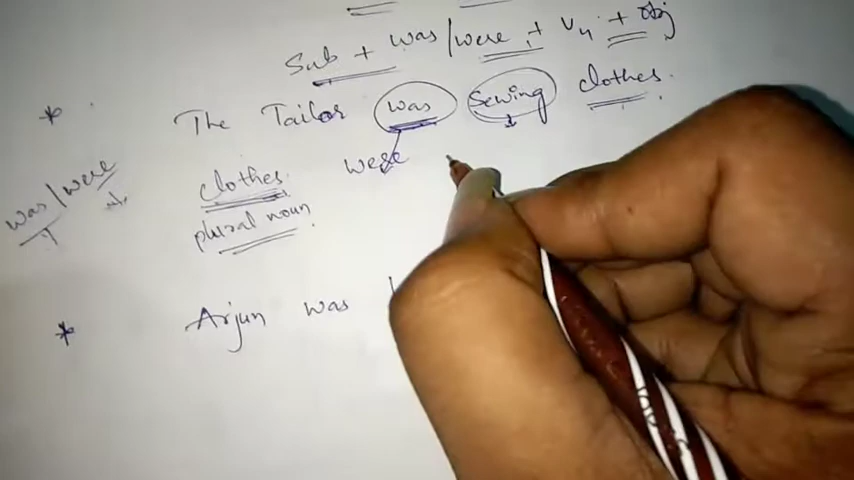 Sub + was/were + V4 + obj
* The Tailor was Sewing clothes.
was/were
clothes were
plural noun
* Arjun was